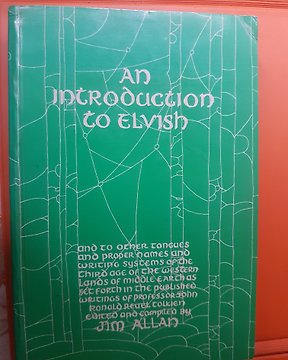 AN
INTRODUCTION
TO ELVISH
AND TO OTHER TONGUES
AND PROPER NAMES AND
WRITING SYSTEMS OF THE
THIRD AGE OF THE WESTERN
LANDS OF MIDDLE EARTH AS
SET FORTH IN THE PUBLISHED
WRITINGS OF PROFESSOR JOHN
RONALD REUEL TOLKIEN
EDITED AND COMPILED BY
JIM ALLAN